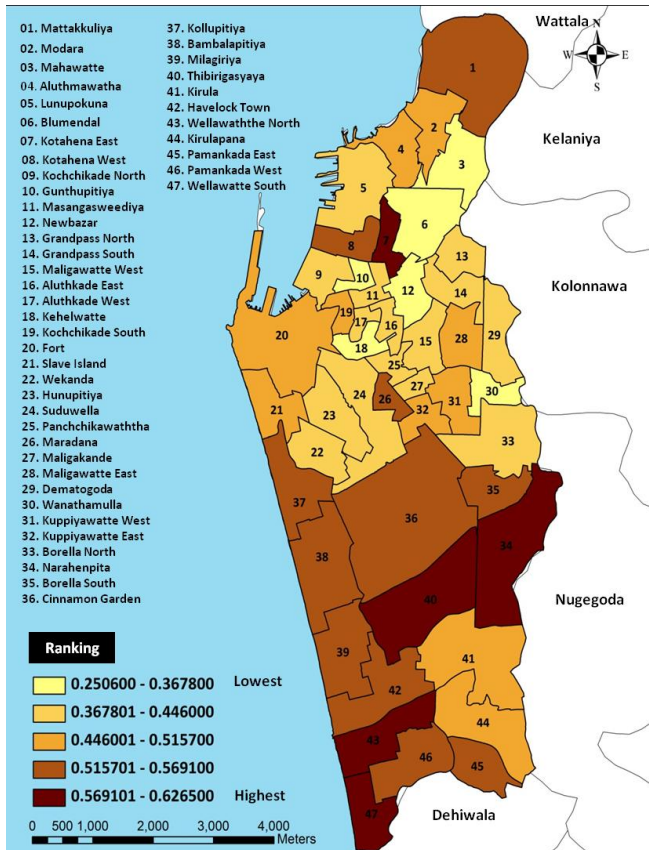 01. Mattakkuliya
02. Modara
03. Mahawatte
04. Aluthmawatha
05. Lunupokuna
06. Blumendal
07. Kotahena East
08. Kotahena West
09. Kochchikade North
10. Gunthupitiya
11. Masangasweediya
12. Newbazar
13. Grandpass North
14. Grandpass South
15. Maligawatte West
16. Aluthkade East
17. Aluthkade West
18. Kehelwatte
19. Kochchikade South
20. Fort
21. Slave Island
22. Wekanda
23. Hunupitiya
24. Suduwella
25. Panchchikawaththa
26. Maradana
27. Maligakande
28. Maligawatte East
29. Dematogoda
30. Wanathamulla
31. Kuppiyawatte West
32. Kuppiyawatte East
33. Borella North
34. Narahenpita
35. Borella South
36. Cinnamon Garden
37. Kollupitiya
38. Bambalapitiya
39. Milagiriya
40. Thibirigasyaya
41. Kirula
42. Havelock Town
43. Wellawaththe North
44. Kirulapana
45. Pamankada East
46. Pamankada West
47. Wellawatte South
Wattala
N
W E
S
Kelaniya
Kolonnawa
Nugegoda
Dehiwala
1
2
4
3
5
6
7
8
13
9
10
12
11
14
19
17
16
20
18
15
28
29
25
27
24
26
30
21
23
32
31
22
33
37
35
36
34
38
40
39
41
42
44
43
46
45
47
Ranking
0.250600 - 0.367800 Lowest
0.367801 - 0.446000
0.446001 - 0.515700
0.515701 - 0.569100
0.569101 - 0.626500 Highest
0 500 1,000 2,000 3,000 4,000
Meters